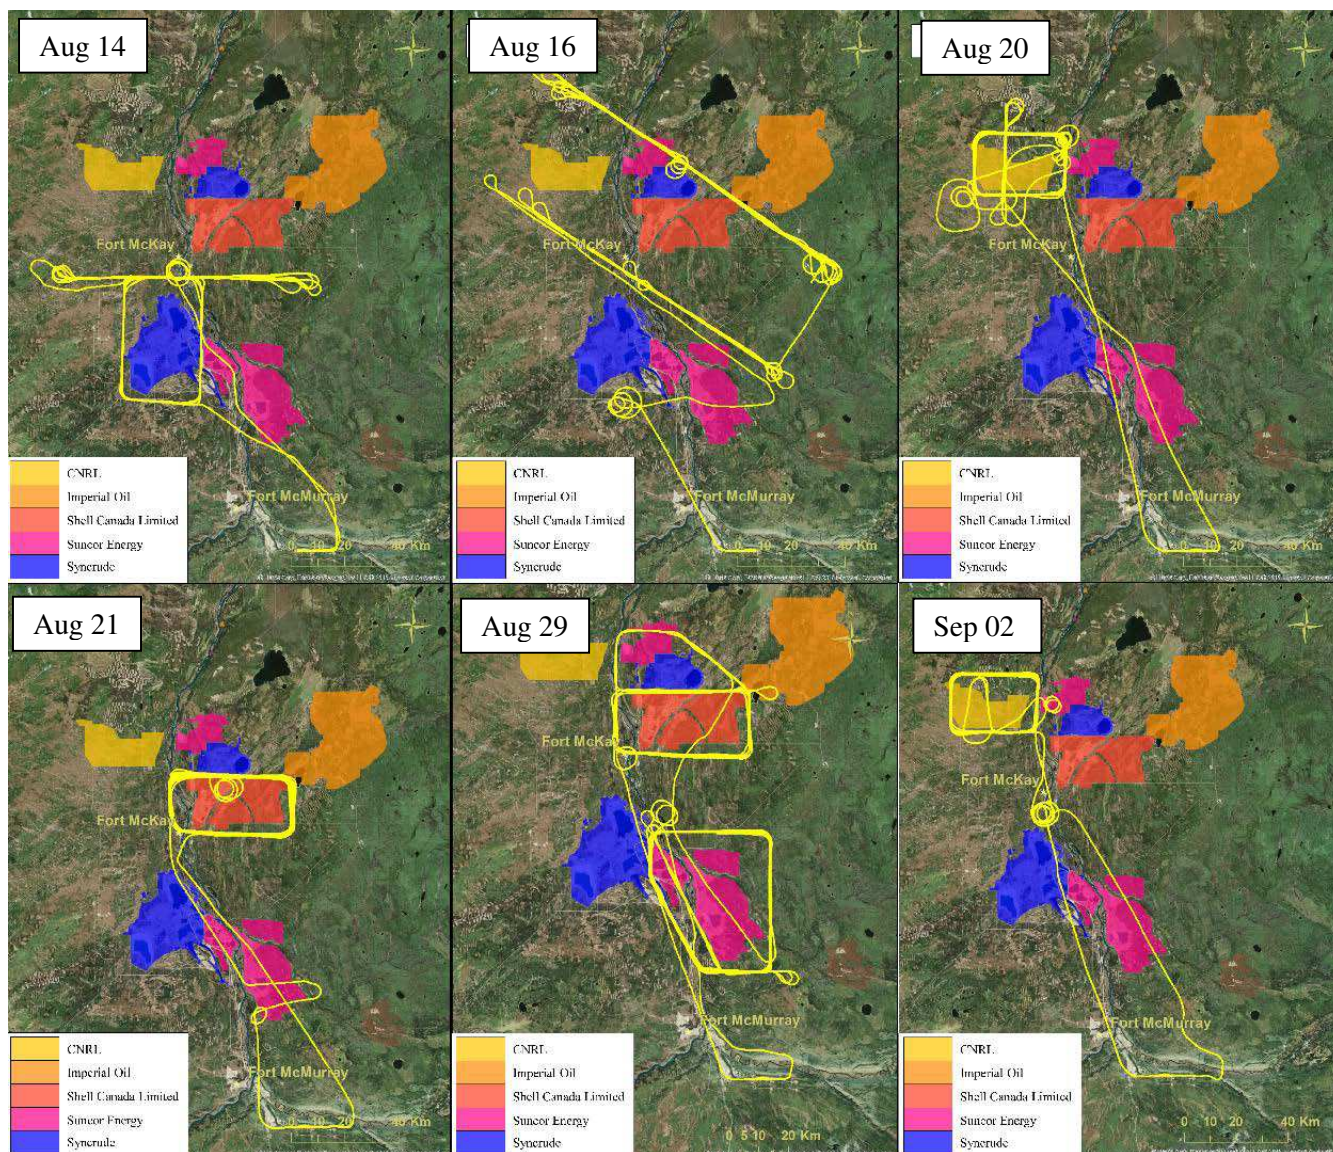 Aug 14
Fort McKay
Fort McMurray
0 10 20 40 Km
CNRL
Imperial Oil
Shell Canada Limited
Suncor Energy
Syncrude
Aug 16
Fort McKay
Fort McMurray
0 10 20 40 Km
CNRL
Imperial Oil
Shell Canada Limited
Suncor Energy
Syncrude
Aug 20
Fort McKay
Fort McMurray
0 10 20 40 Km
CNRL
Imperial Oil
Shell Canada Limited
Suncor Energy
Syncrude
Aug 21
Fort McKay
Fort McMurray
40 Km
CNRL
Imperial Oil
Shell Canada Limited
Suncor Energy
Syncrude
Aug 29
Fort McKay
Fort McMurray
0 5 10 20 Km
CNRL
Imperial Oil
Shell Canada Limited
Suncor Energy
Syncrude
Sep 02
Fort McKay
Fort McMurray
0 10 20 40 Km
CNRL
Imperial Oil
Shell Canada Limited
Suncor Energy
Syncrude